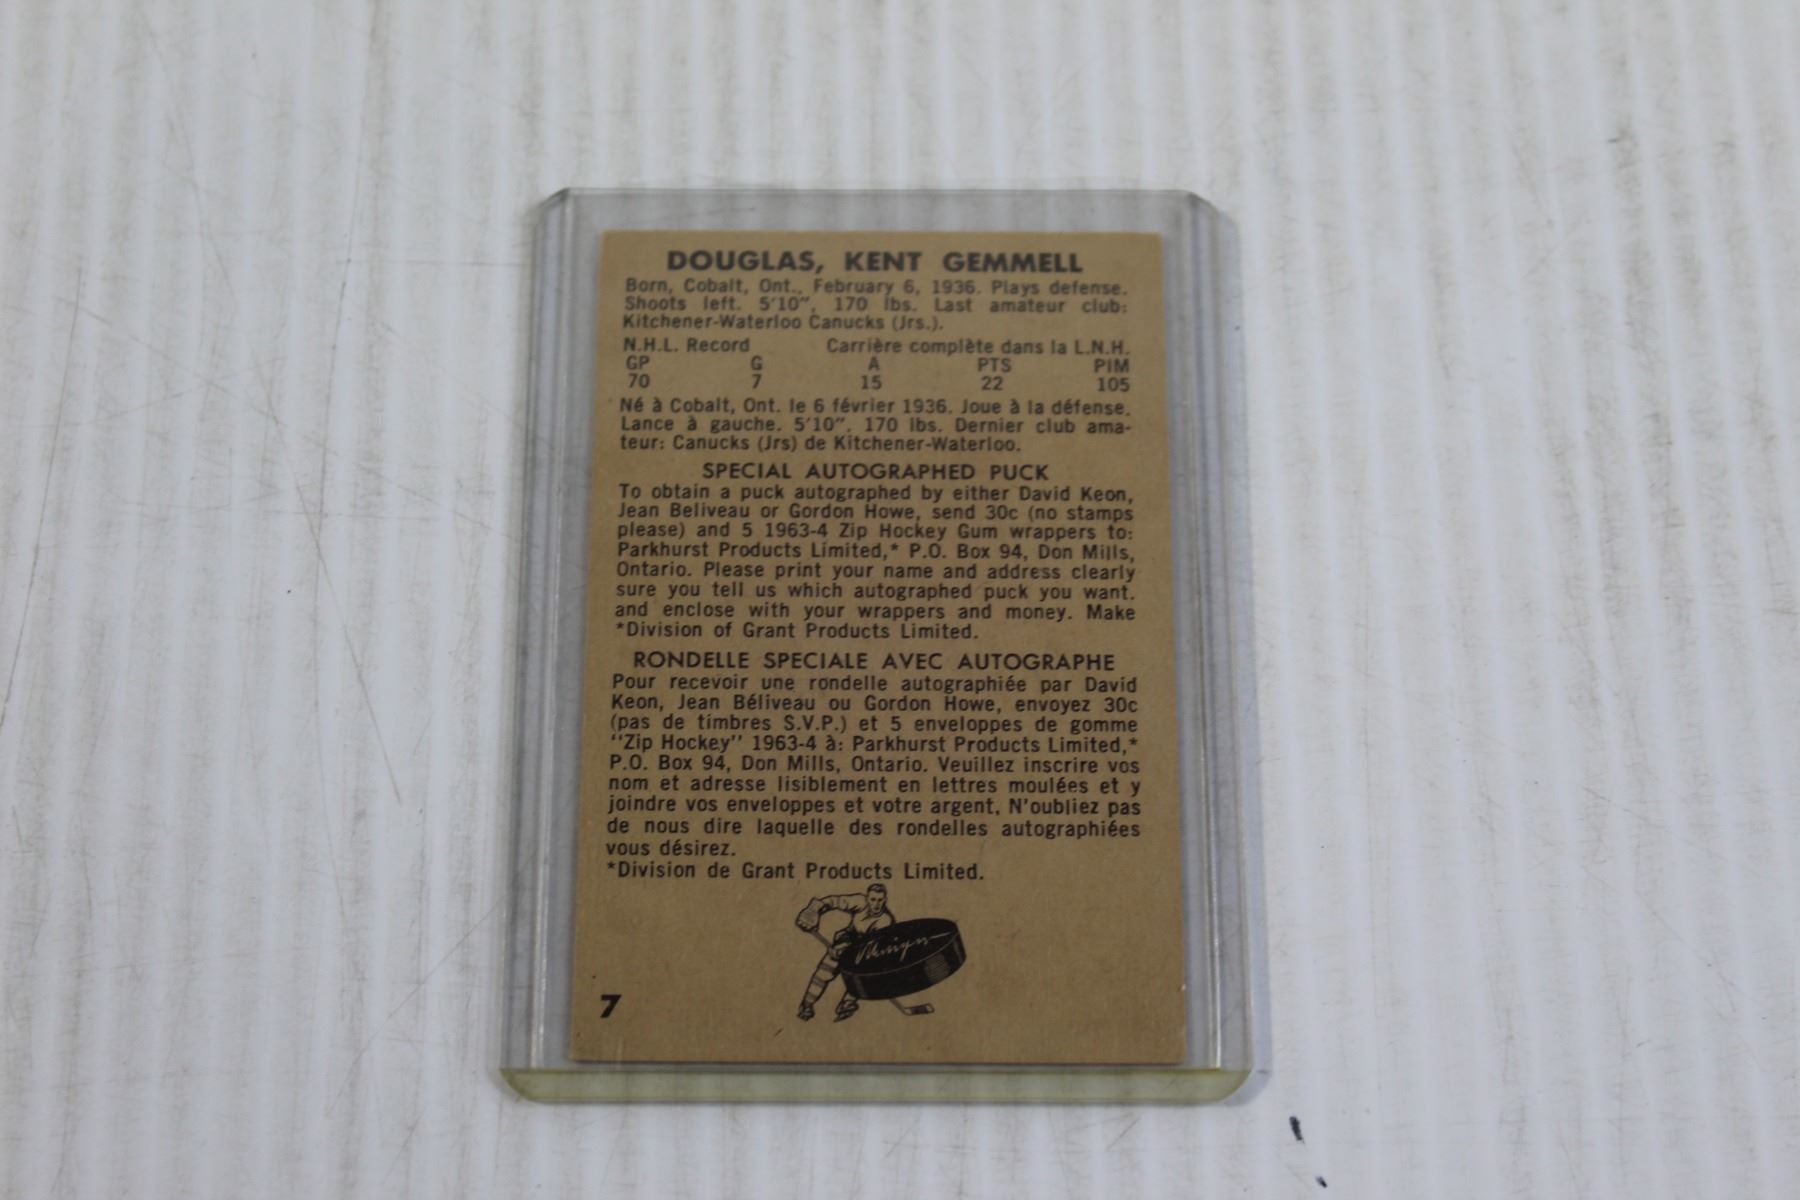 DOUGLAS, KENT GEMMELL
Born, Cobalt, Ont., February 6, 1936. Plays defense.
Shoots left. 5'10", 170 lbs. Last amateur club:
Kitchener-Waterloo Canucks (Jrs.).
N.H.L. Record Carrière complète dans la L.N.H.
GP G A PTS PIM
70 7 15 22 105
Né à Cobalt, Ont. le 6 février 1936. Joue à la défense.
Lance à gauche. 5'10". 170 lbs. Dernier club ama-
teur: Canucks (Jrs) de Kitchener-Waterloo.
SPECIAL AUTOGRAPHED PUCK
To obtain a puck autographed by either David Keon,
Jean Beliveau or Gordon Howe, send 30c (no stamps
please) and 5 1963-4 Zip Hockey Gum wrappers to:
Parkhurst Products Limited,* P.O. Box 94, Don Mills,
Ontario. Please print your name and address clearly
sure you tell us which autographed puck you want.
and enclose with your wrappers and money. Make
*Division of Grant Products Limited.
RONDELLE SPECIALE AVEC AUTOGRAPHE
Pour recevoir une rondelle autographiée par David
Keon, Jean Béliveau ou Gordon Howe, envoyez 30c
(pas de timbres S.V.P.) et 5 enveloppes de gomme
"Zip Hockey" 1963-4 à: Parkhurst Products Limited,*
P.O. Box 94, Don Mills, Ontario. Veuillez inscrire vos
nom et adresse lisiblement en lettres moulées et y
joindre vos enveloppes et votre argent, N'oubliez pas
de nous dire laquelle des rondelles autographiées
vous désirez.
*Division de Grant Products Limited.
7